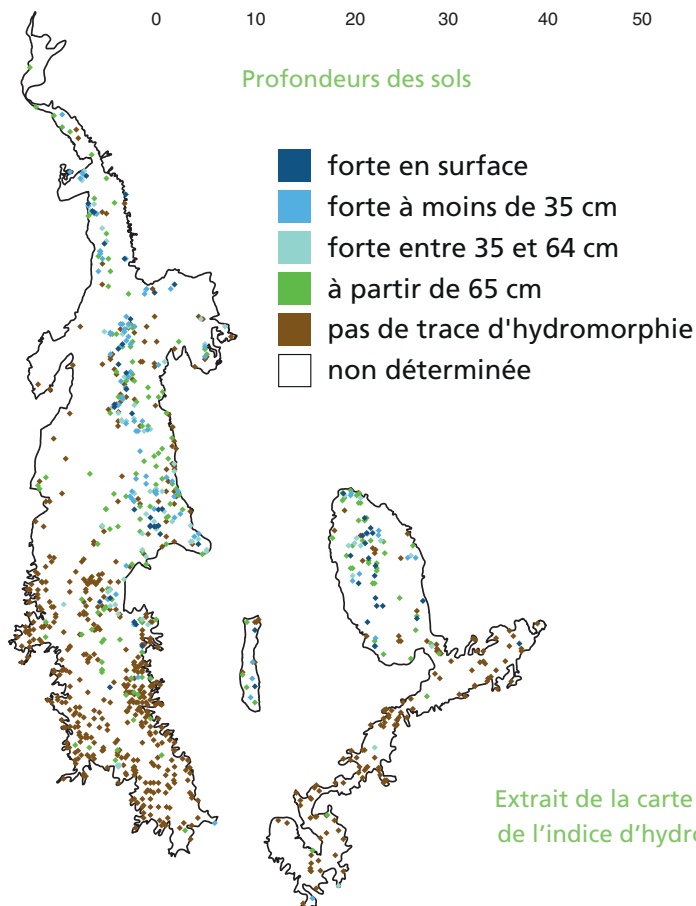 0 10 20 30 40 50
Profondeurs des sols
forte en surface
forte à moins de 35 cm
forte entre 35 et 64 cm
à partir de 65 cm
pas de trace d'hydromorphie
non déterminée
Extrait de la carte
de l'indice d'hydro